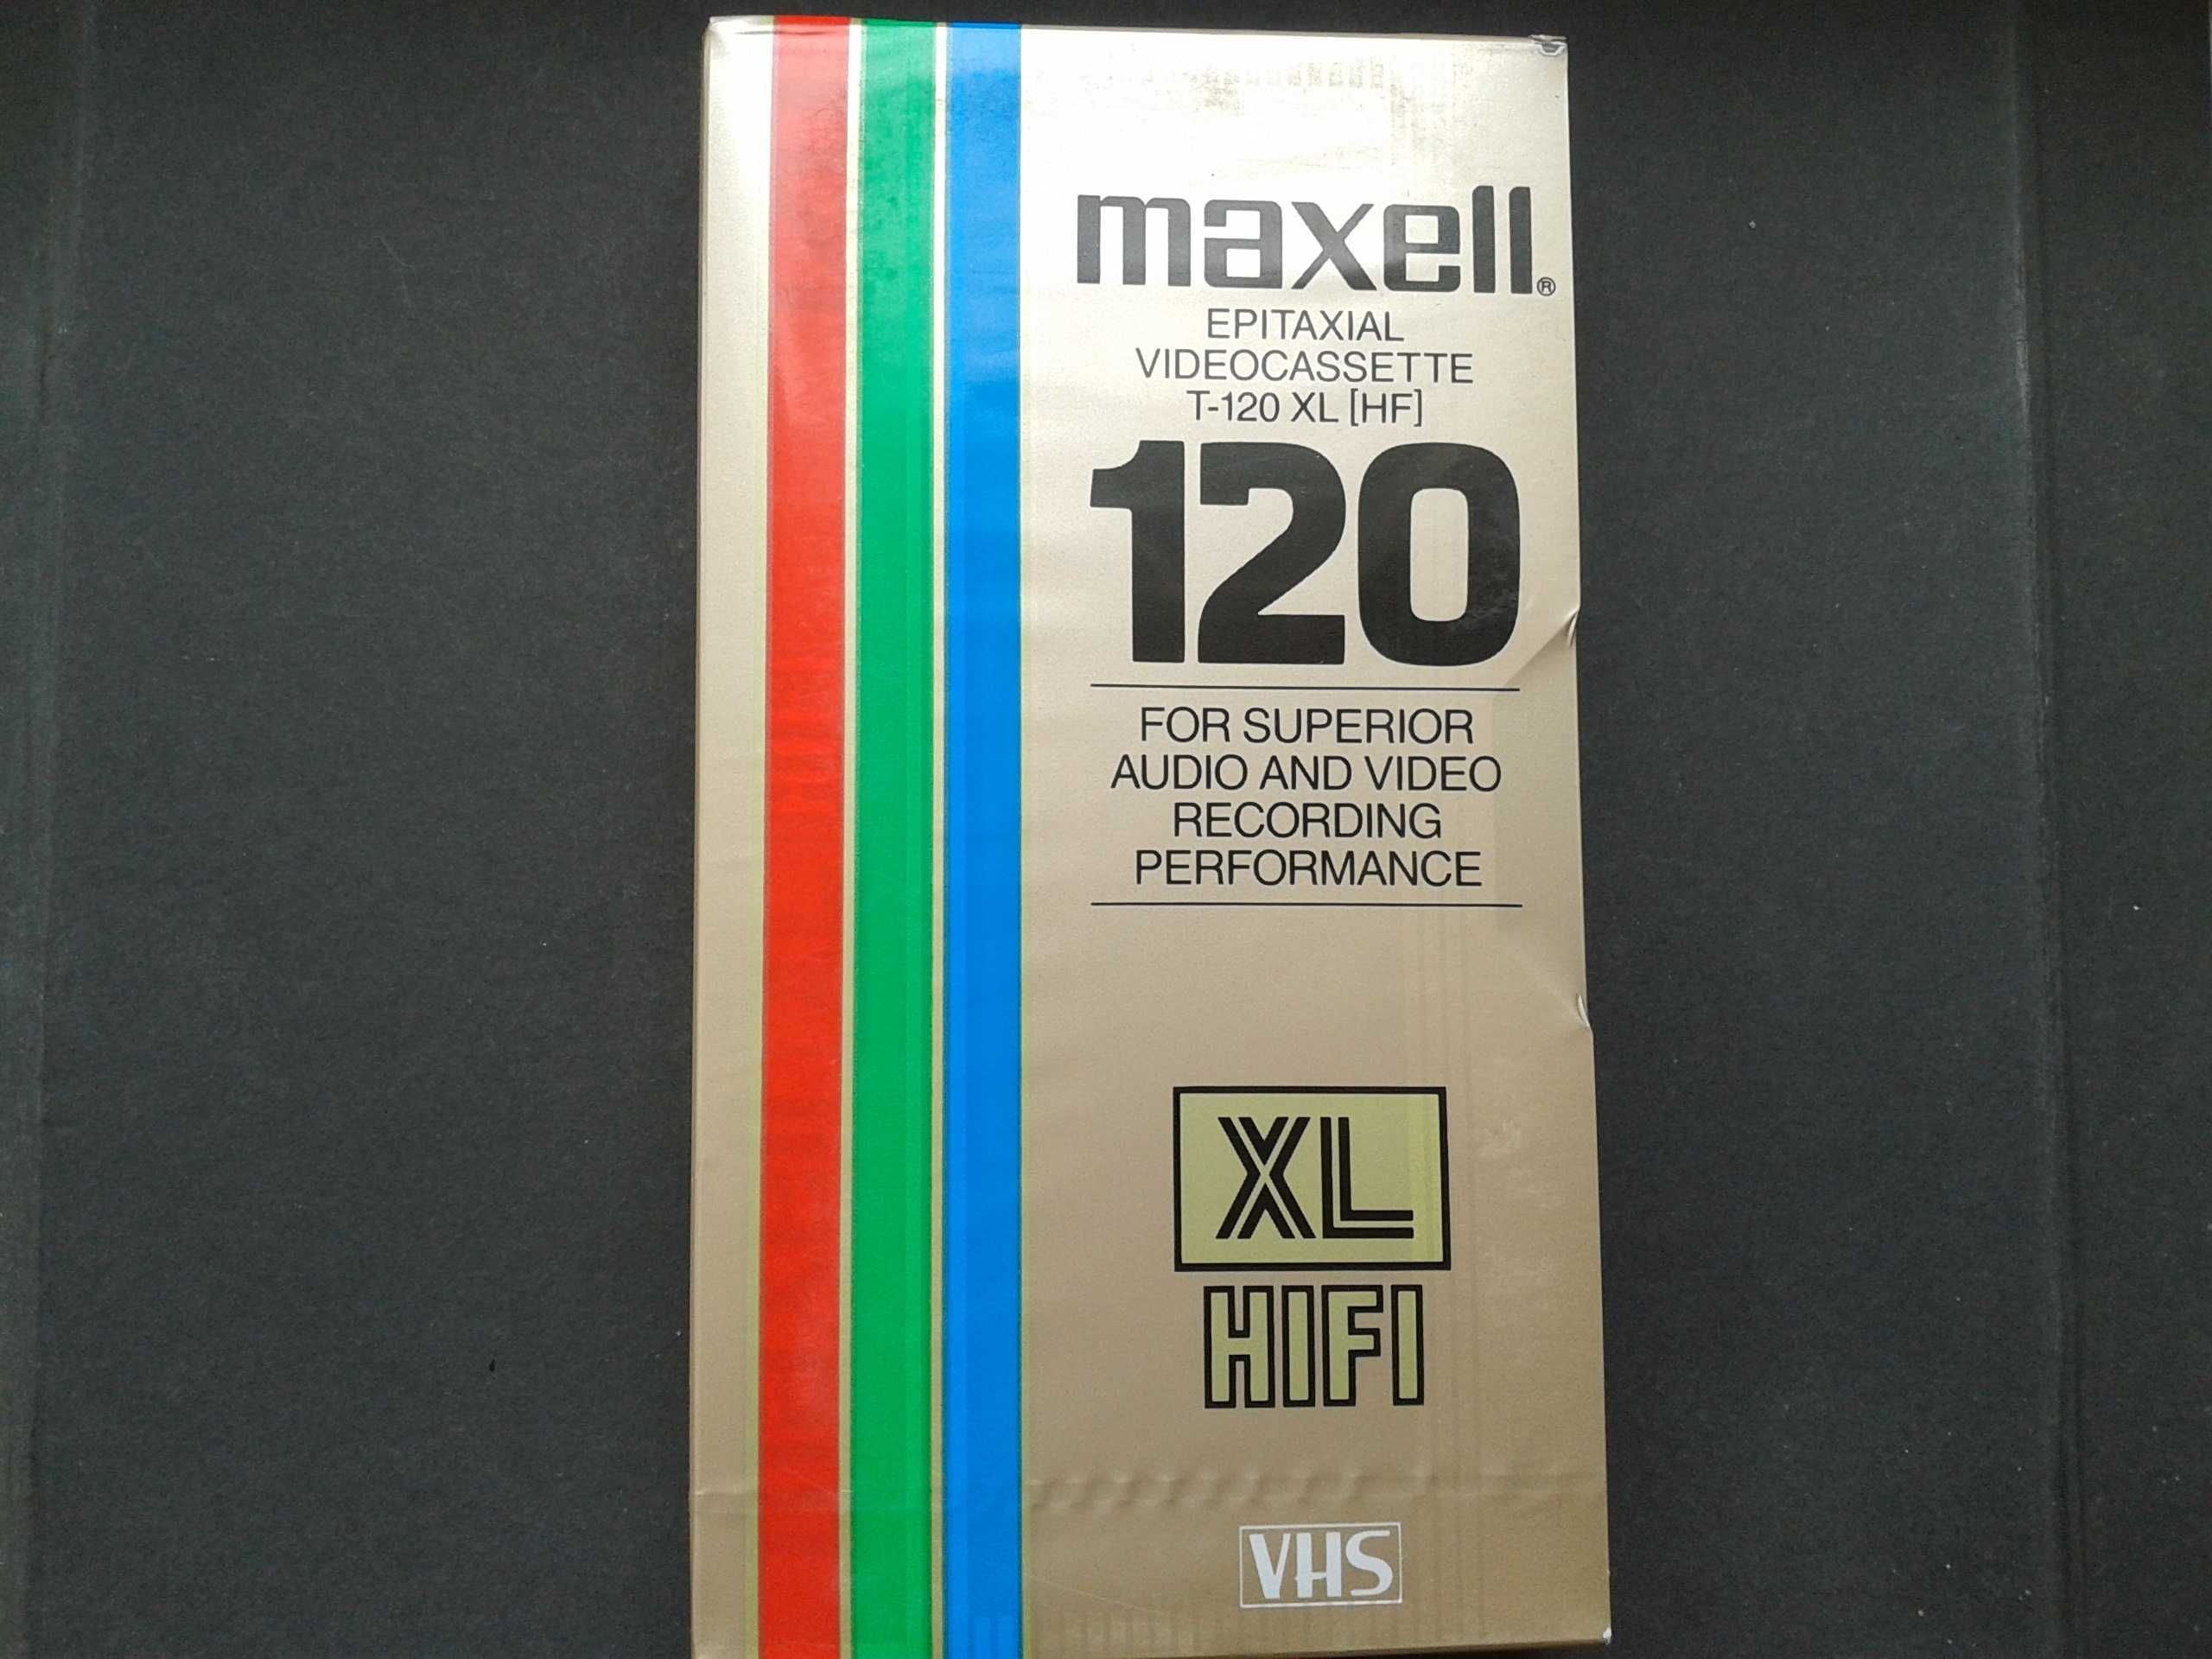 maxell®
EPITAXIAL
VIDEOCASSETTE
T-120 XL [HF]
120
FOR SUPERIOR
AUDIO AND VIDEO
RECORDING
PERFORMANCE
XL
HIFI
VHS